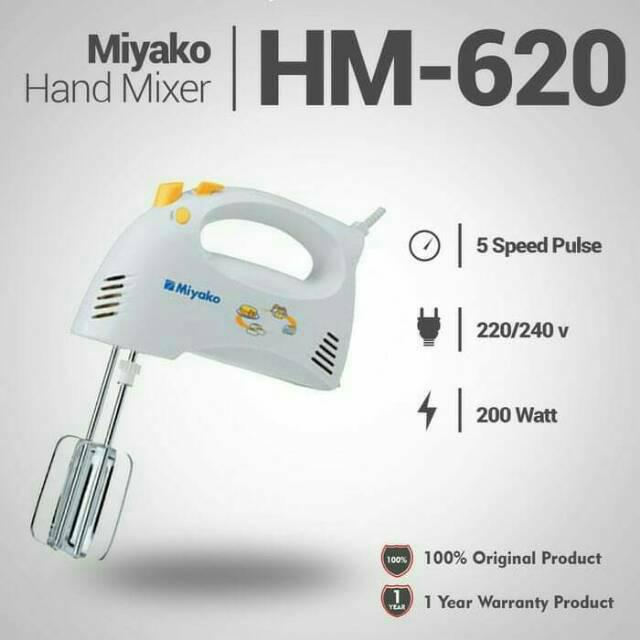 Miyako
Hand Mixer
HM-620
Miyako
5 Speed Pulse
220/240 v
200 Watt
100%
100% Original Product
1
YEAR
1 Year Warranty Product